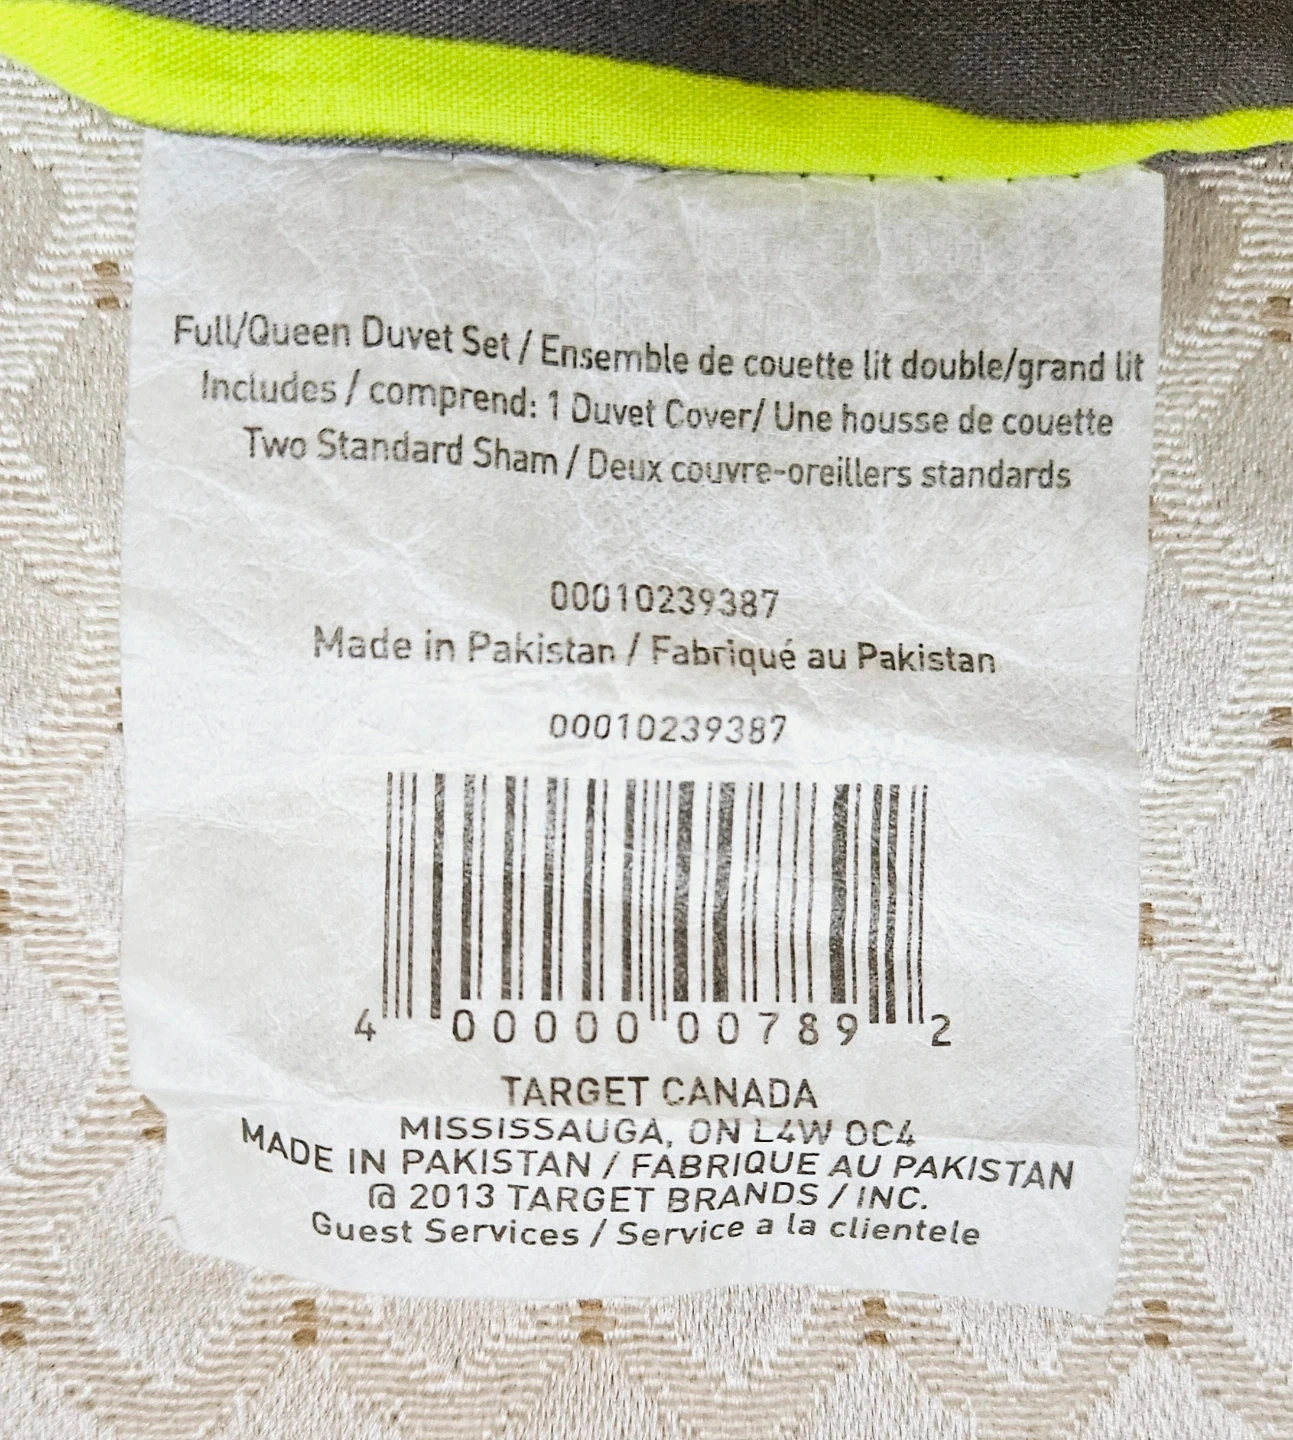 Full/Queen Duvet Set / Ensemble de couette lit double/grand lit
Includes / comprend: 1 Duvet Cover/ Une housse de couette
Two Standard Sham / Deux couvre-oreillers standards
00010239387
Made in Pakistan / Fabriqué au Pakistan
00010239387
4 00000 00789 2
TARGET CANADA
MISSISSAUGA, ON L4W 0C4
MADE IN PAKISTAN / FABRIQUE AU PAKISTAN
@ 2013 TARGET BRANDS / INC.
Guest Services / Service a la clientele